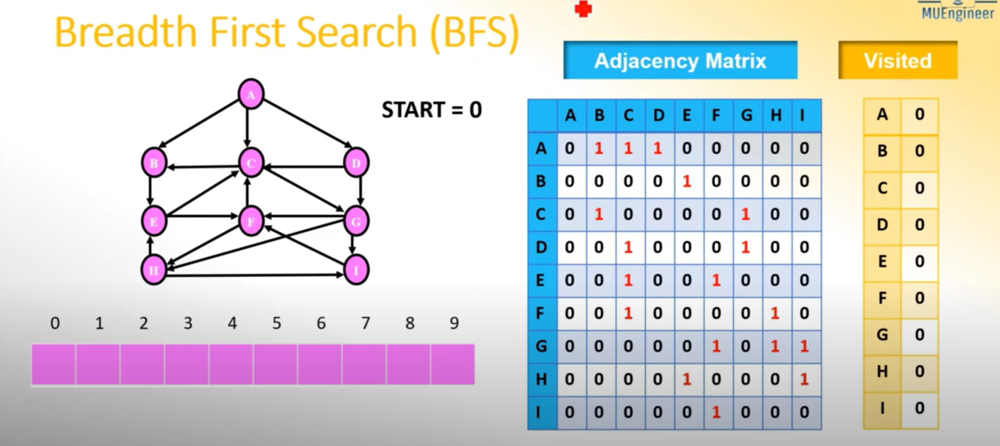 Breadth First Search (BFS)
MUEngineer
Adjacency Matrix
Visited
START = 0
A
B
C
D
E
F
G
H
I
0 1 2 3 4 5 6 7 8 9
A B C D E F G H I
A 0 1 1 1 0 0 0 0 0
B 0 0 0 0 1 0 0 0 0
C 0 1 0 0 0 0 1 0 0
D 0 0 1 0 0 0 1 0 0
E 0 0 1 0 0 1 0 0 0
F 0 0 1 0 0 0 0 1 0
G 0 0 0 0 0 1 0 1 1
H 0 0 0 0 1 0 0 0 1
I 0 0 0 0 0 1 0 0 0
A 0
B 0
C 0
D 0
E 0
F 0
G 0
H 0
I 0